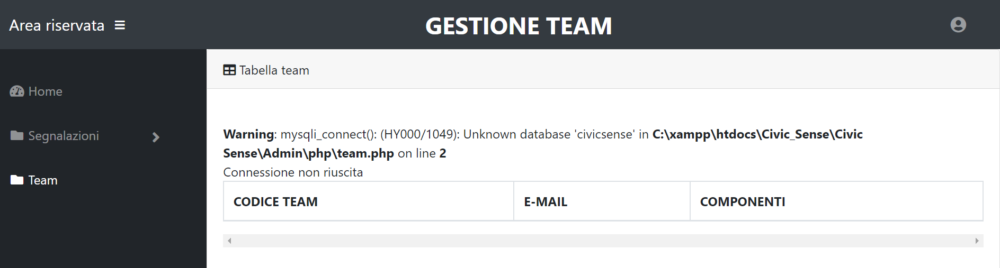 Area riservata
GESTIONE TEAM
Home
Segnalazioni
Team
Tabella team
Warning: mysqli_connect(): (HY000/1049): Unknown database 'civicsense' in C:\xampp\htdocs\Civic_Sense\Civic
Sense\Admin\php\team.php on line 2
Connessione non riuscita
CODICE TEAM E-MAIL COMPONENTI